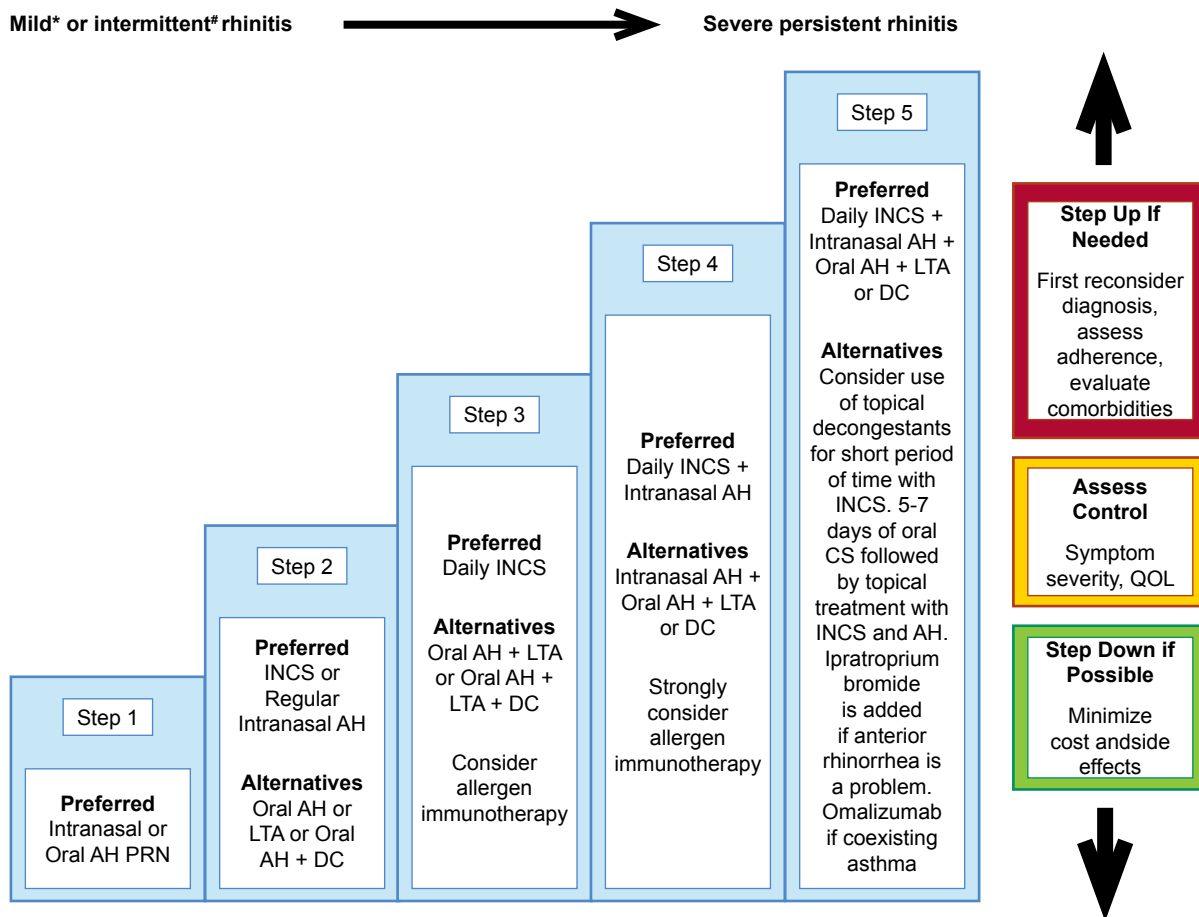 Mild* or intermittent# rhinitis
Severe persistent rhinitis
Step 1
Preferred
Intranasal or
Oral AH PRN
Step 2
Preferred
INCS or
Regular
Intranasal AH
Alternatives
Oral AH or
LTA or Oral
AH + DC
Step 3
Preferred
Daily INCS
Alternatives
Oral AH + LTA
or Oral AH +
LTA + DC
Consider
allergen
immunotherapy
Step 4
Preferred
Daily INCS +
Intranasal AH
Alternatives
Intranasal AH +
Oral AH + LTA
or DC
Strongly
consider
allergen
immunotherapy
Step 5
Preferred
Daily INCS +
Intranasal AH +
Oral AH + LTA
or DC
Alternatives
Consider use
of topical
decongestants
for short period
of time with
INCS. 5-7
days of oral
CS followed
by topical
treatment with
INCS and AH.
Ipratroprium
bromide
is added
if anterior
rhinorrhea is
a problem.
Omalizumab
if coexisting
asthma
Step Up If
Needed
First reconsider
diagnosis,
assess
adherence,
evaluate
comorbidities
Assess
Control
Symptom
severity, QOL
Step Down if
Possible
Minimize
cost andside
effects